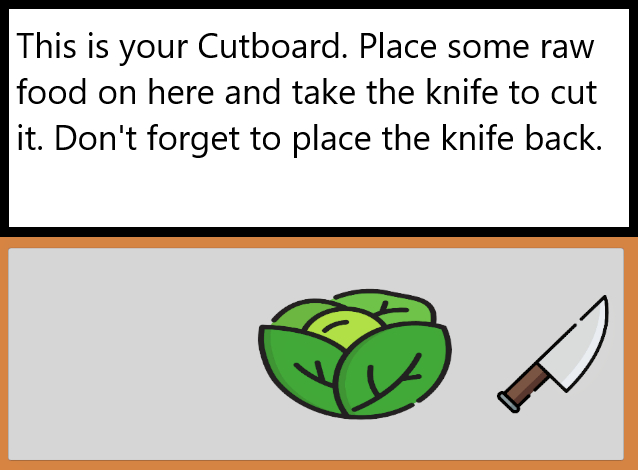 This is your Cutboard. Place some raw
food on here and take the knife to cut
it. Don't forget to place the knife back.